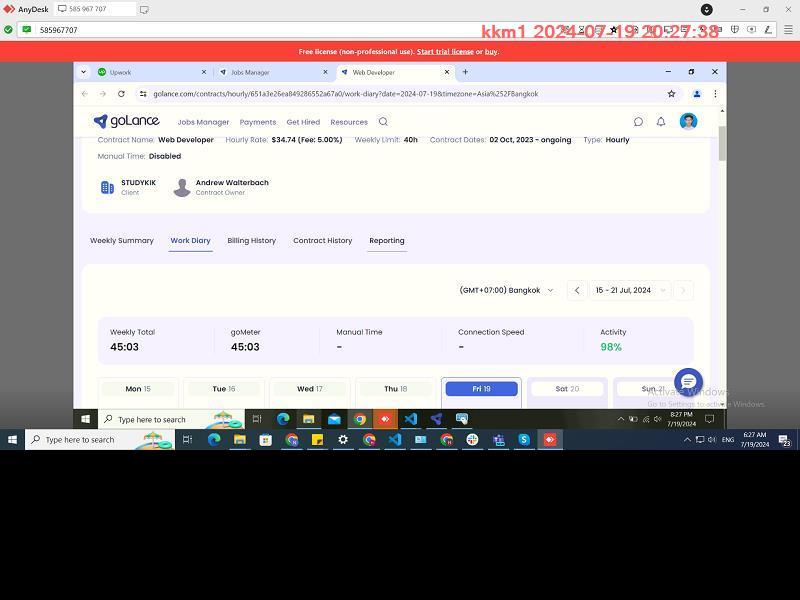 AnyDesk
585 967 707
585967707
kkm1 2024-07-19 20:27:38
Free license (non-professional use). Start trial license or buy.
Upwork
Jobs Manager
Web Developer
golance.com/contracts/hourly/651a3e26ea849286552a67a0/work-diary?date=2024-07-19&timezone=Asia%252FBangkok
goLance
Jobs Manager Payments Get Hired Resources
Contract Name: Web Developer Hourly Rate: $34.74 (Fee: 5.00%) Weekly Limit: 40h Contract Dates: 02 Oct, 2023 - ongoing Type: Hourly
Manual Time: Disabled
STUDYKIK
Client
Andrew Walterbach
Contract Owner
Weekly Summary Work Diary Billing History Contract History Reporting
(GMT+07:00) Bangkok 15 - 21 Jul, 2024
Weekly Total goMeter Manual Time Connection Speed Activity
45:03 45:03 - - 98%
Mon 15 Tue 16 Wed 17 Thu 18 Fri 19 Sat 20 Sun 21
Activate Windows
Go to Settings to activate Windows.
Type here to search
8:27 PM
7/19/2024
Type here to search
ENG
6:27 AM
7/19/2024
23